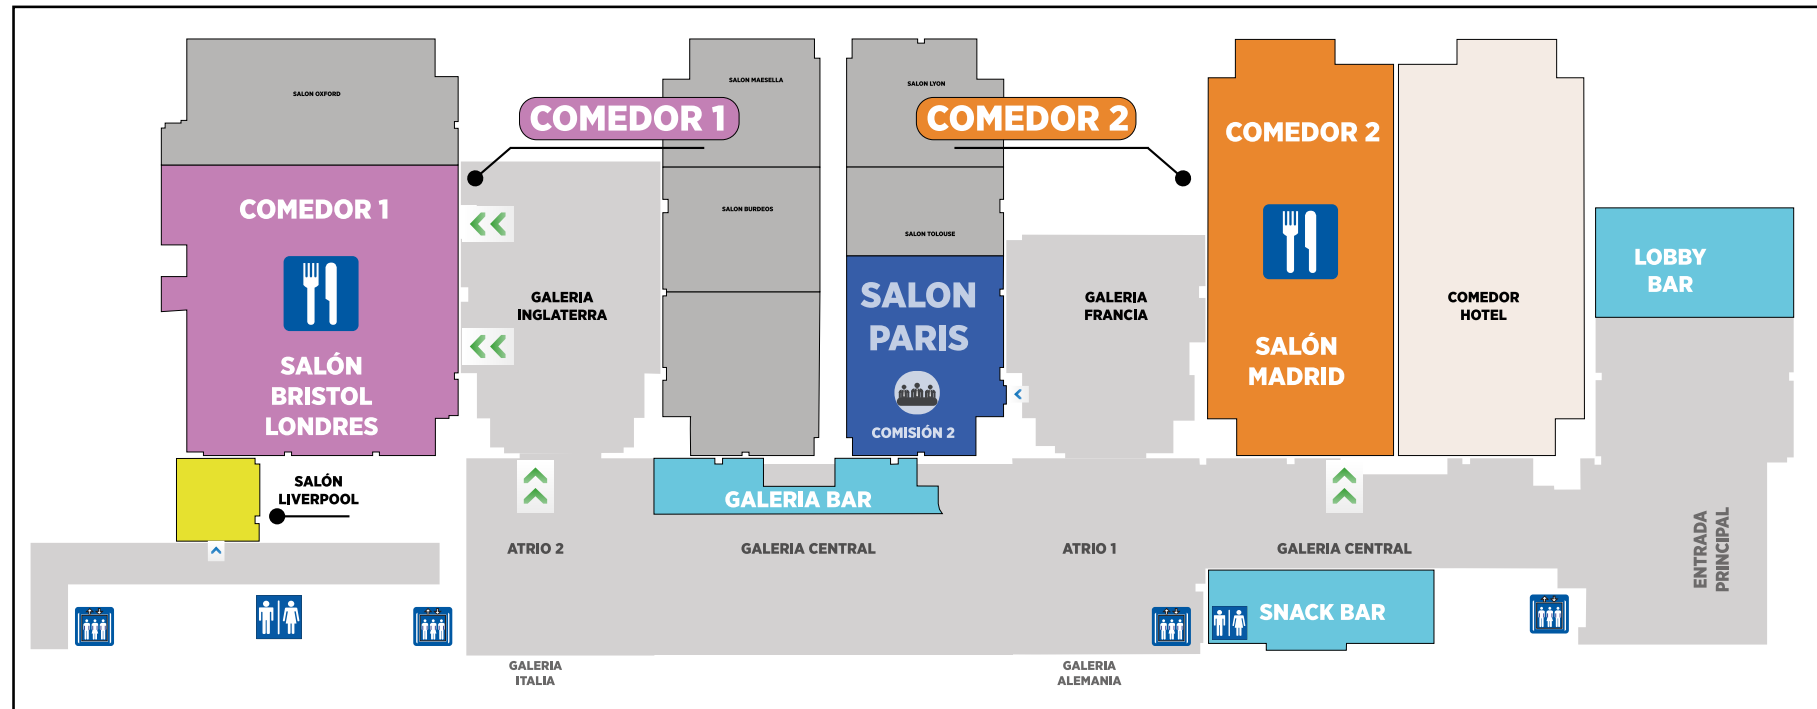 SALON OXFORD
SALON MAESELLA
SALON LYON
COMEDOR 1
COMEDOR 2
COMEDOR 2
COMEDOR 1
SALON BURDEOS
SALON TOLOUSE
LOBBY
BAR
GALERIA
INGLATERRA
SALON
PARIS
GALERIA
FRANCIA
COMEDOR
HOTEL
SALÓN
BRISTOL
LONDRES
SALÓN
MADRID
COMISIÓN 2
SALÓN
LIVERPOOL
GALERIA BAR
ATRIO 2
GALERIA CENTRAL
ATRIO 1
GALERIA CENTRAL
ENTRADA
PRINCIPAL
SNACK BAR
GALERIA
ITALIA
GALERIA
ALEMANIA